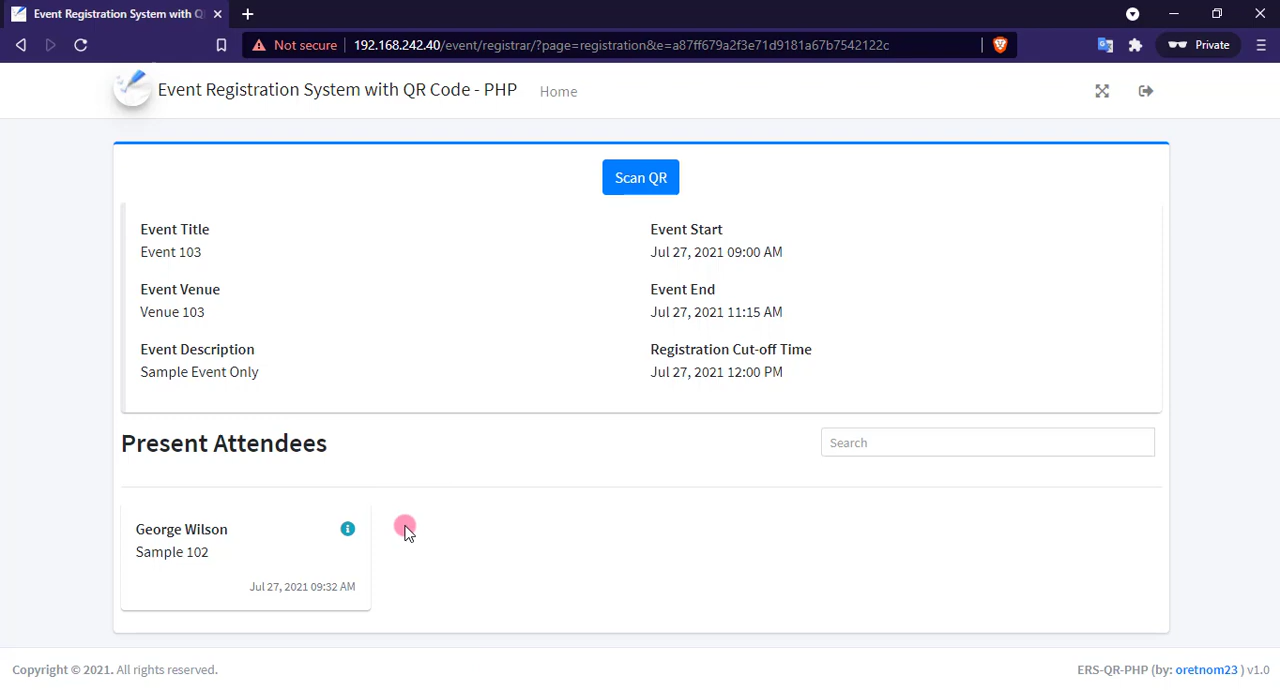 Event Registration System with Q
Not secure
192.168.242.40/event/registrar/?page=registration&e=a87ff679a2f3e71d9181a67b7542122c
Private
Event Registration System with QR Code - PHP
Home
Scan QR
Event Title
Event 103
Event Start
Jul 27, 2021 09:00 AM
Event Venue
Venue 103
Event End
Jul 27, 2021 11:15 AM
Event Description
Sample Event Only
Registration Cut-off Time
Jul 27, 2021 12:00 PM
Present Attendees
Search
George Wilson
Sample 102
Jul 27, 2021 09:32 AM
Copyright © 2021. All rights reserved.
ERS-QR-PHP (by: oretnom23 ) v1.0